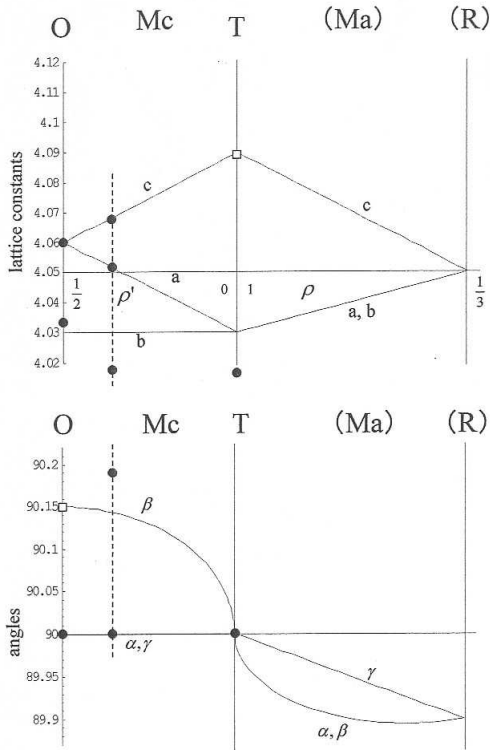 O Mc T (Ma) (R)
4.12
4.11
4.1
4.09
4.08
c c
4.07
4.06
lattice constants
4.05
a
1/2 ρ' 0 1 ρ 1/3
4.04
a, b
4.03
b
4.02
O Mc T (Ma) (R)
90.2
90.15
β
90.1
90.05
angles
90
α,γ
γ
89.95
89.9
α,β